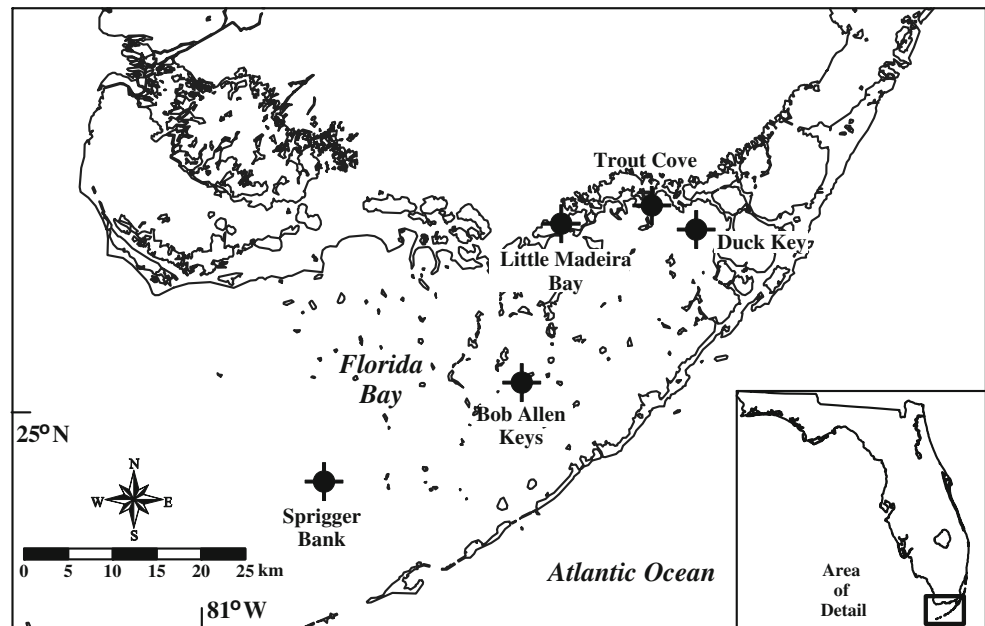 Trout Cove
Duck Key
Little Madeira
Bay
Florida
Bay
Bob Allen
Keys
25°N
N
W E
S
Sprigger
Bank
0 5 10 15 20 25 km
81°W
Atlantic Ocean
Area
of
Detail